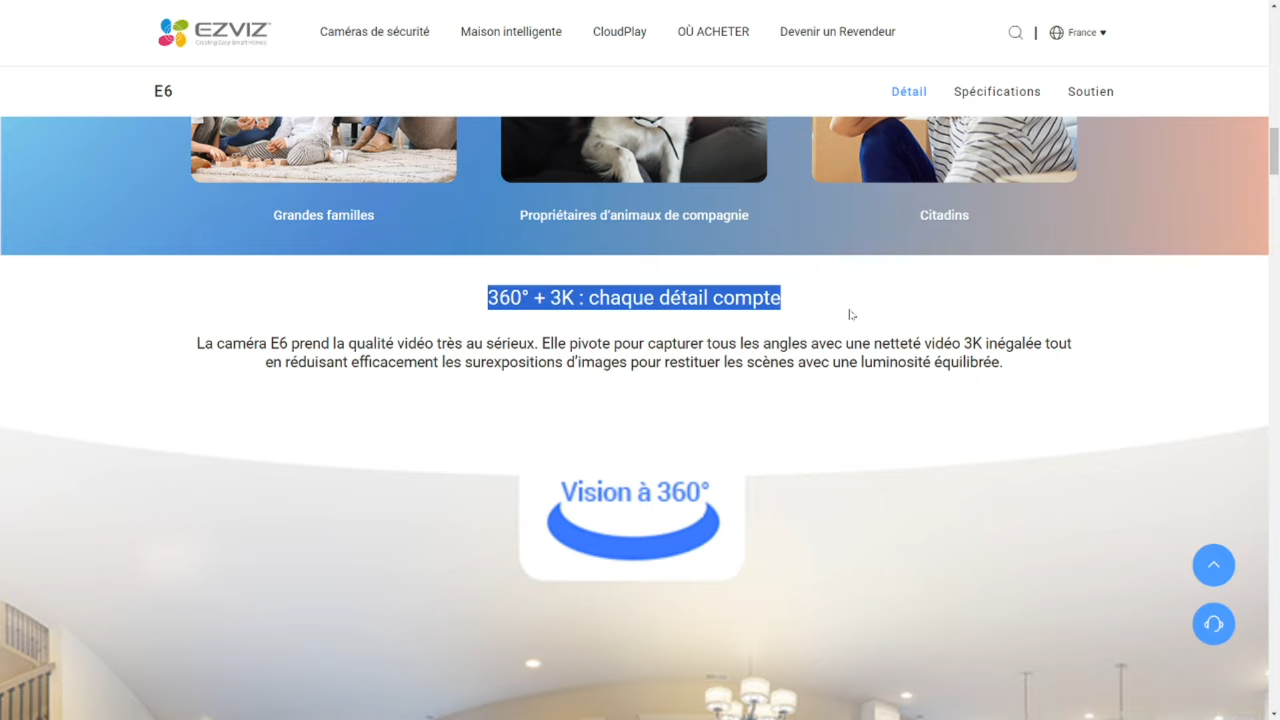 EZVIZ
Creating Easy Smart Homes
Caméras de sécurité
Maison intelligente
CloudPlay
OÙ ACHETER
Devenir un Revendeur
France
E6
Détail
Spécifications
Soutien
Grandes familles
Propriétaires d’animaux de compagnie
Citadins
360° + 3K : chaque détail compte
La caméra E6 prend la qualité vidéo très au sérieux. Elle pivote pour capturer tous les angles avec une netteté vidéo 3K inégalée tout
en réduisant efficacement les surexpositions d’images pour restituer les scènes avec une luminosité équilibrée.
Vision à 360°